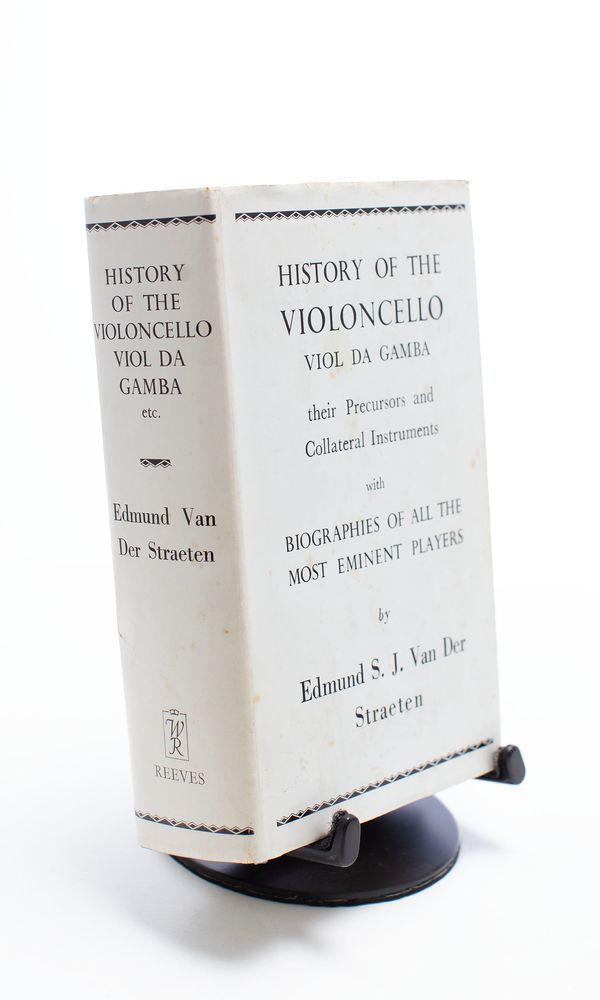 HISTORY
OF THE
VIOLONCELLO
VIOL DA
GAMBA
etc.
Edmund Van
Der Straeten
WR
REEVES
HISTORY OF THE
VIOLONCELLO
VIOL DA GAMBA
their Precursors and
Collateral Instruments
with
BIOGRAPHIES OF ALL THE
MOST EMINENT PLAYERS
by
Edmund S. J. Van Der
Straeten